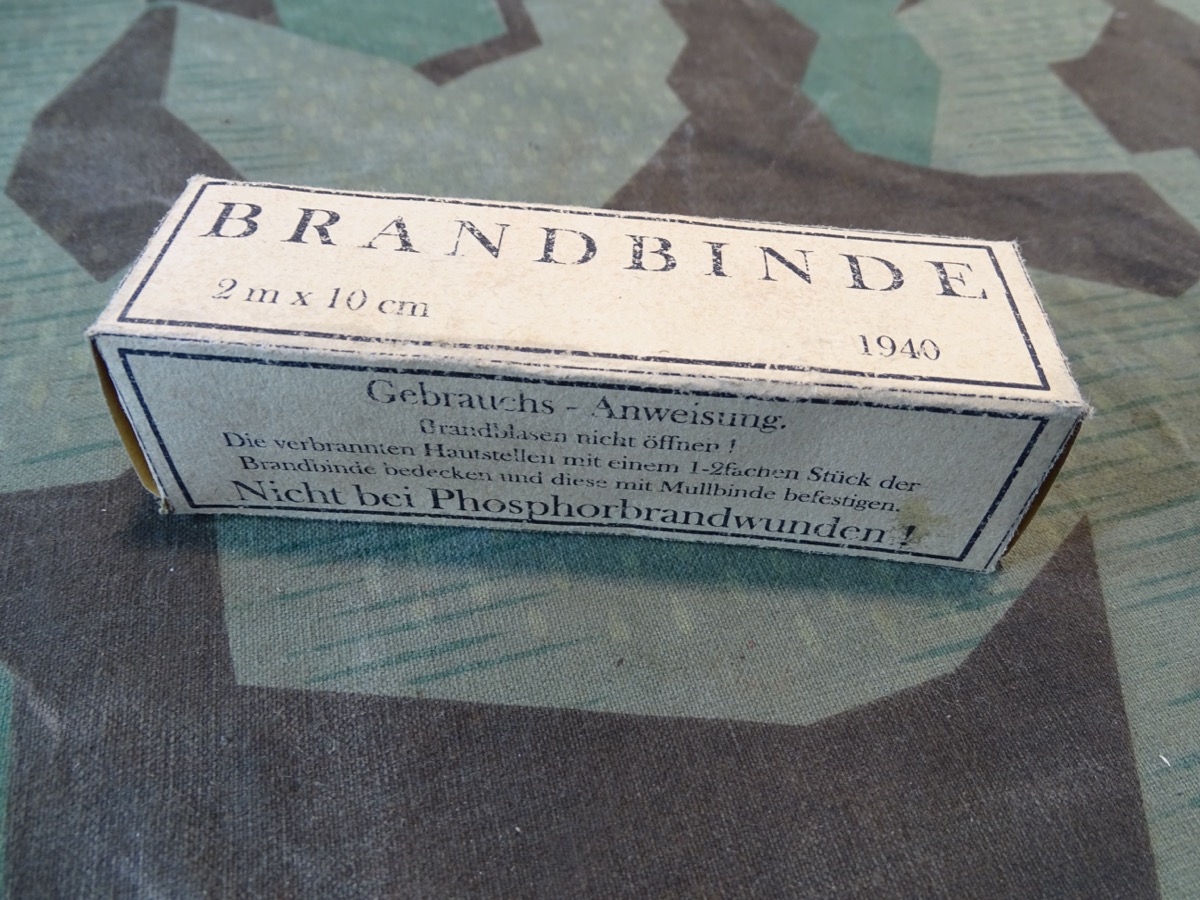 BRANDBINDE
2 m x 10 cm
1940
Gebrauchs - Anweisung.
Brandblasen nicht öffnen !
Die verbrannten Hautstellen mit einem 1-2fachen Stück der
Brandbinde bedecken und diese mit Mullbinde befestigen.
Nicht bei Phosphorbrandwunden !